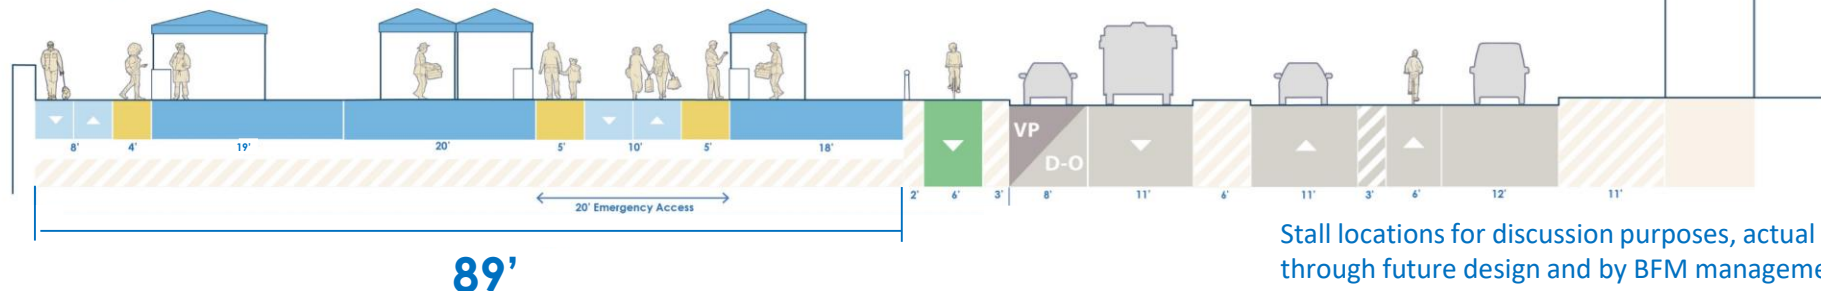 VP
D-O
8' 4' 19' 20' 5' 10' 5' 18'
2' 6' 3' 8' 11' 6' 11' 3' 6' 12' 11'
20' Emergency Access
89’
Stall locations for discussion purposes, actual
through future design and by BFM